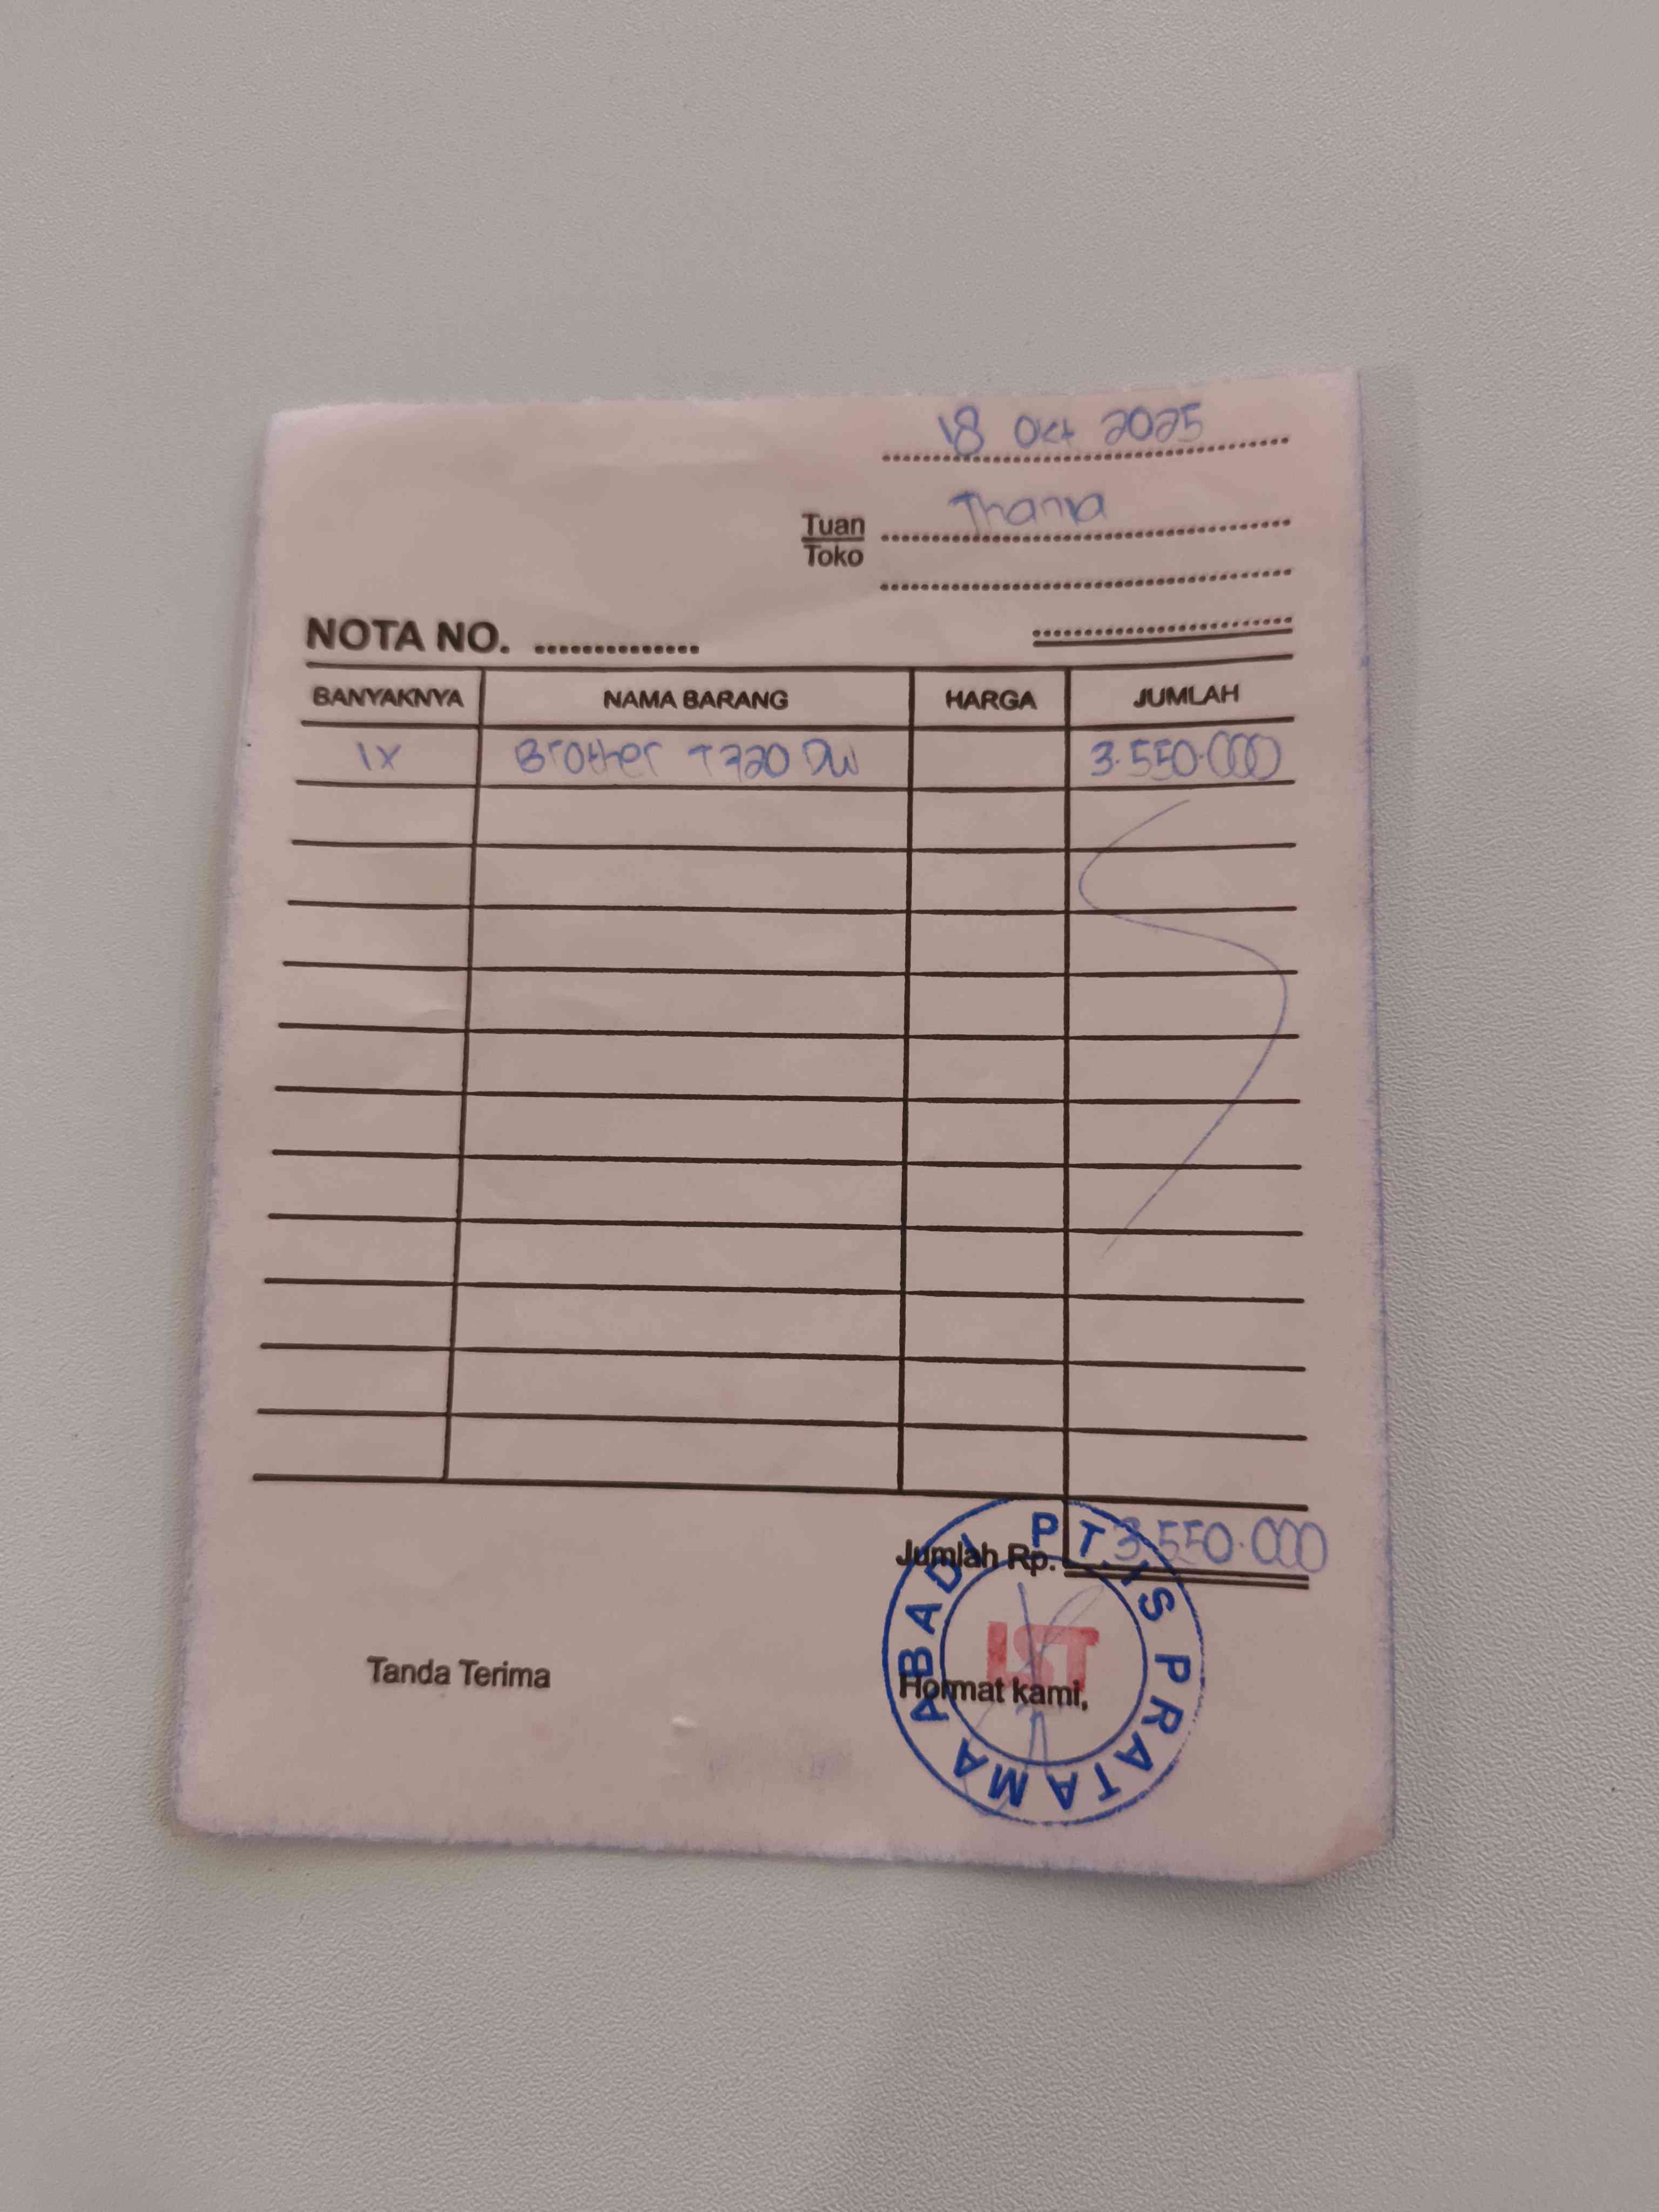 18 Okt 2025
Tuan Thania
Toko
NOTA NO. ..............
BANYAKNYA NAMA BARANG HARGA JUMLAH
1x Brother T720 DW 3.550.000
Jumlah Rp. 3.550.000
PT. IS PRATAMA ABADI
IST
Tanda Terima Hormat kami,